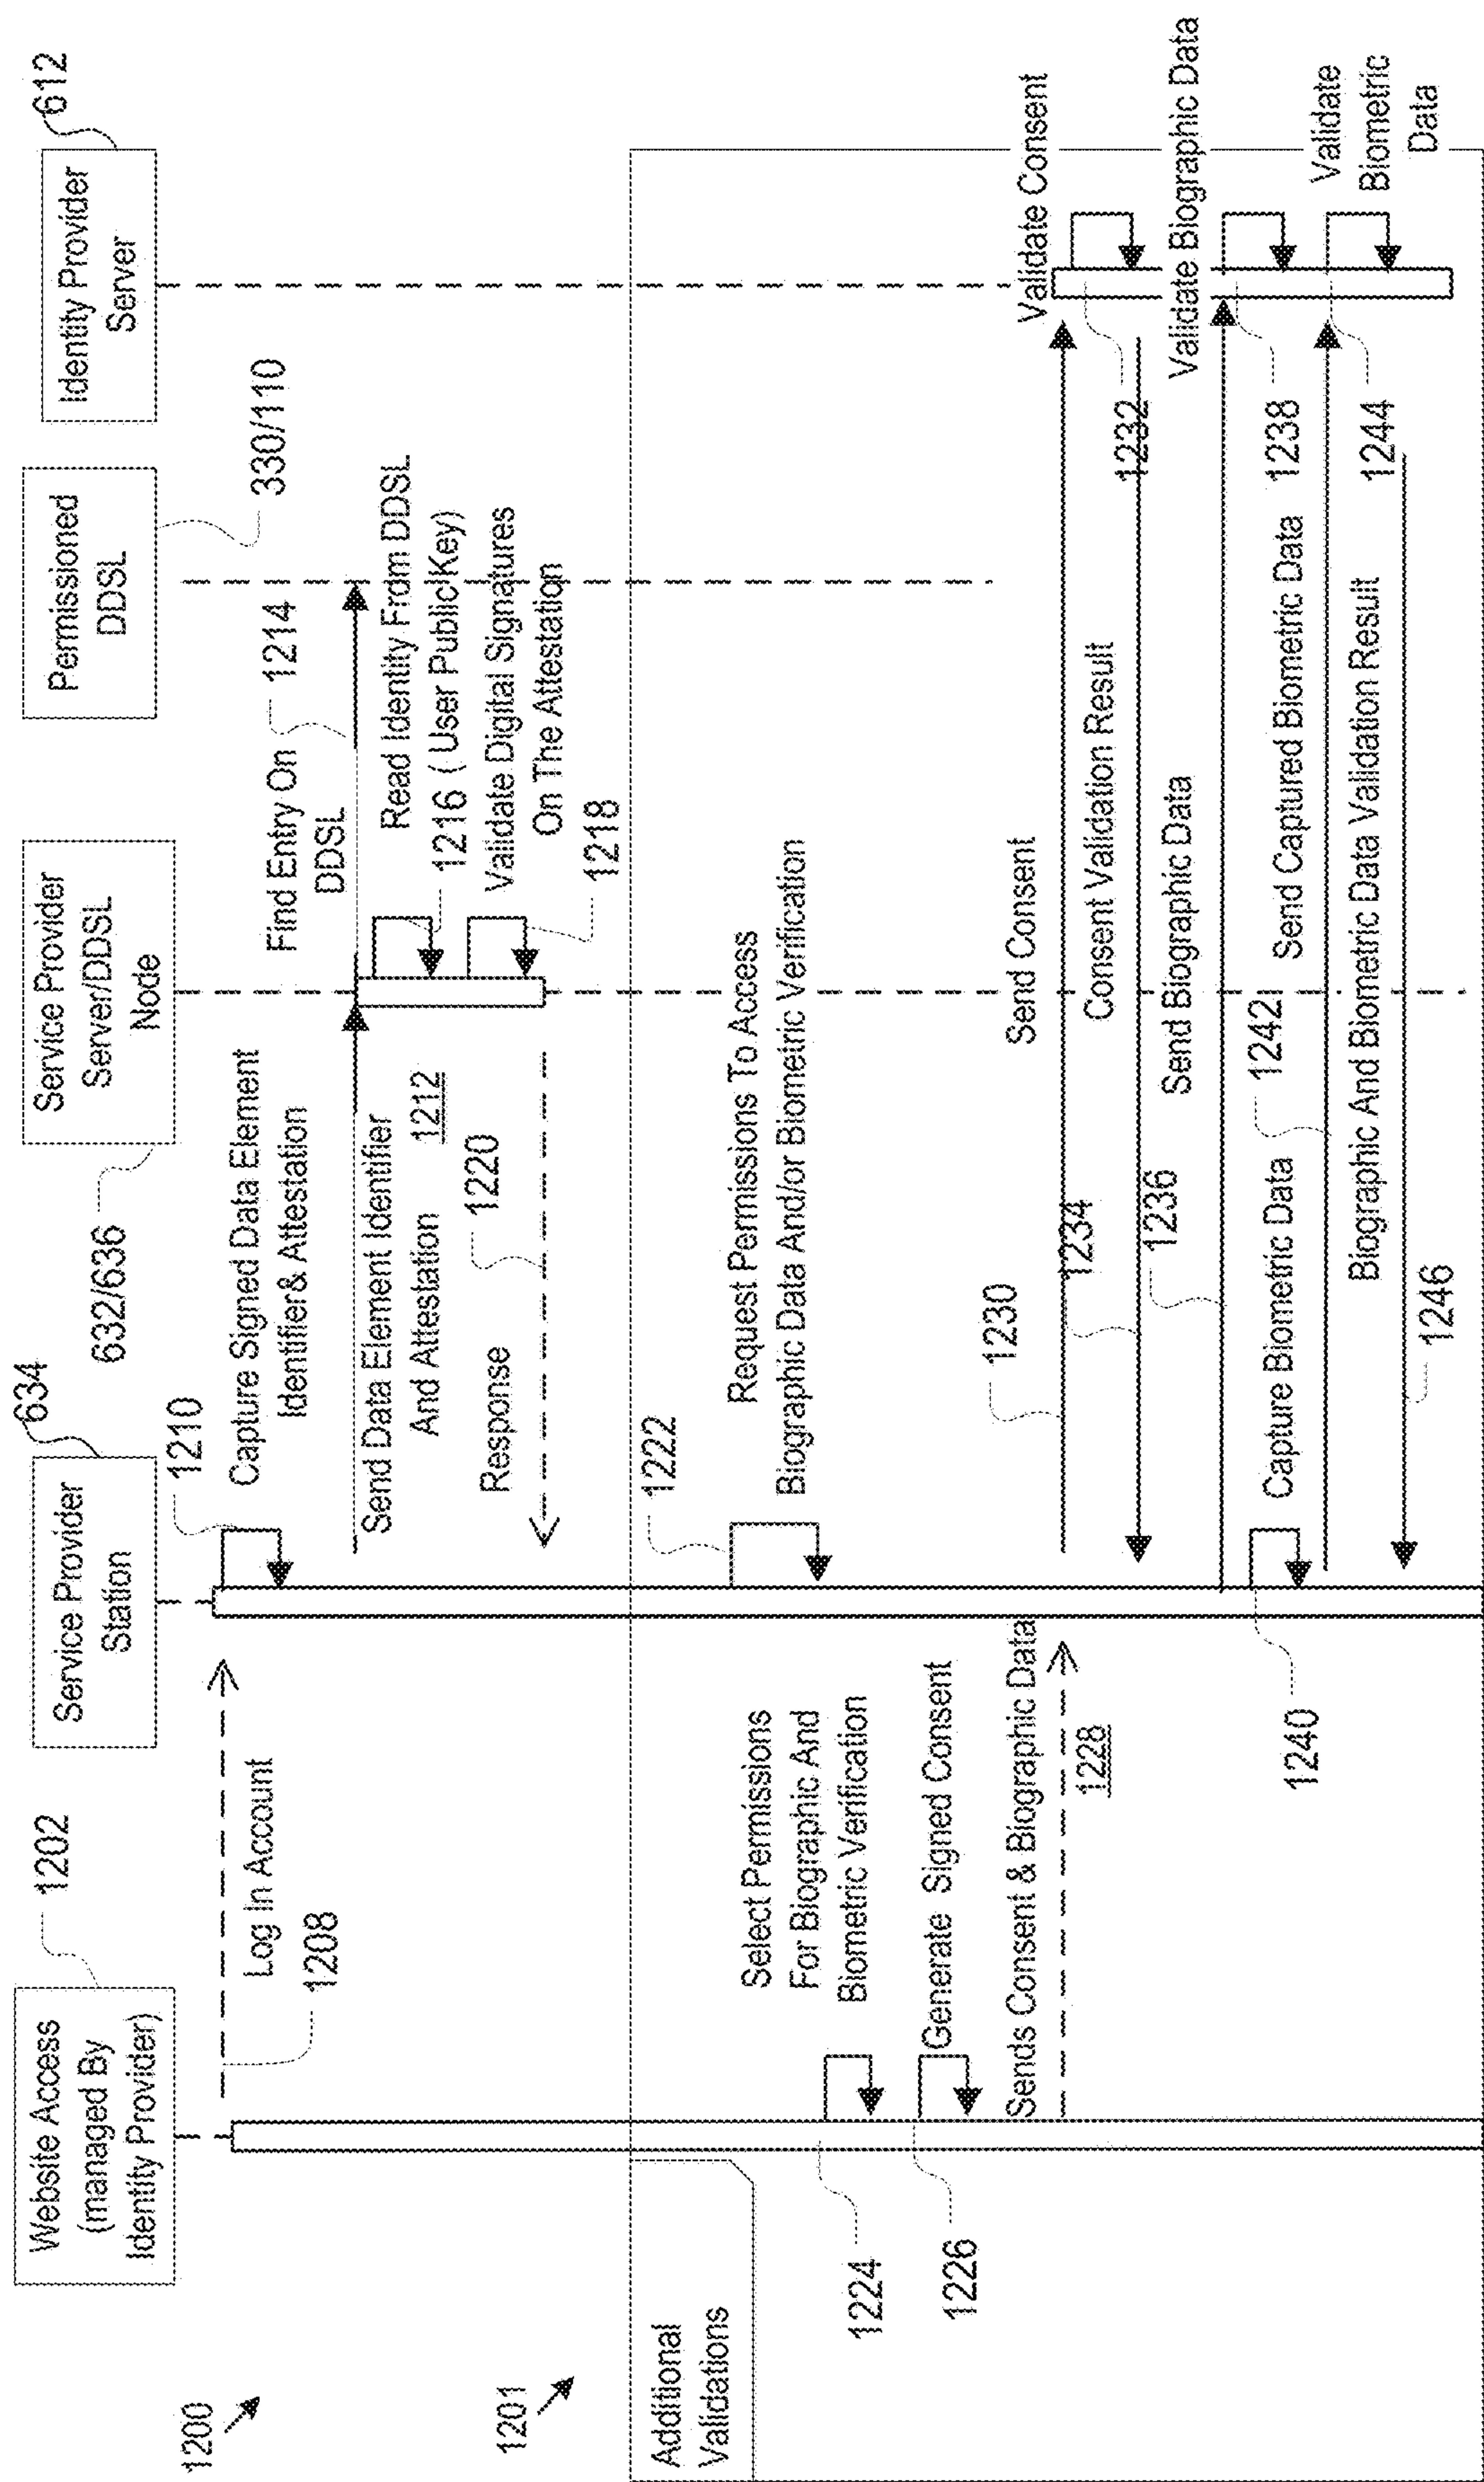 1200
1201
Website Access
(managed By
Identity Provider)
1202
Service Provider
Station
634
Service Provider
Server/DDSL
Node
632/636
Permissioned
DDSL
330/110
Identity Provider
Server
612
Log In Account
1208
1210
Capture Signed Data Element
Identifier& Attestation
Send Data Element Identifier
And Attestation
1212
Find Entry On
DDSL
1214
Read Identity From DDSL
1216
( User Public Key)
Validate Digital Signatures
On The Attestation
1218
Response
1220
Additional
Validations
1222
Request Permissions To Access
Biographic Data And/or Biometric Verification
Select Permissions
For Biographic And
Biometric Verification
1224
Generate Signed Consent
1226
Sends Consent & Biographic Data
1228
1230
Send Consent
Validate Consent
1232
1234
Consent Validation Result
1236
Send Biographic Data
Validate Biographic Data
1238
Capture Biometric Data
1240
1242
Send Captured Biometric Data
Validate
Biometric
Data
1244
Biographic And Biometric Data Validation Result
1246